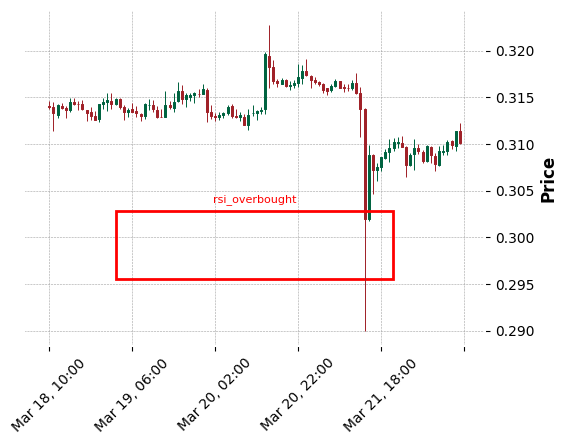 0.320
0.315
0.310
0.305
rsi_overbought
0.300
0.295
0.290
Price
Mar 18, 10:00
Mar 19, 06:00
Mar 20, 02:00
Mar 20, 22:00
Mar 21, 18:00